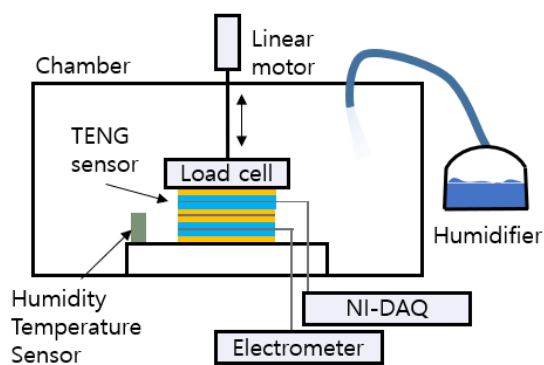 Linear
motor
Chamber
TENG
sensor
Load cell
Humidifier
Humidity
Temperature
Sensor
NI-DAQ
Electrometer